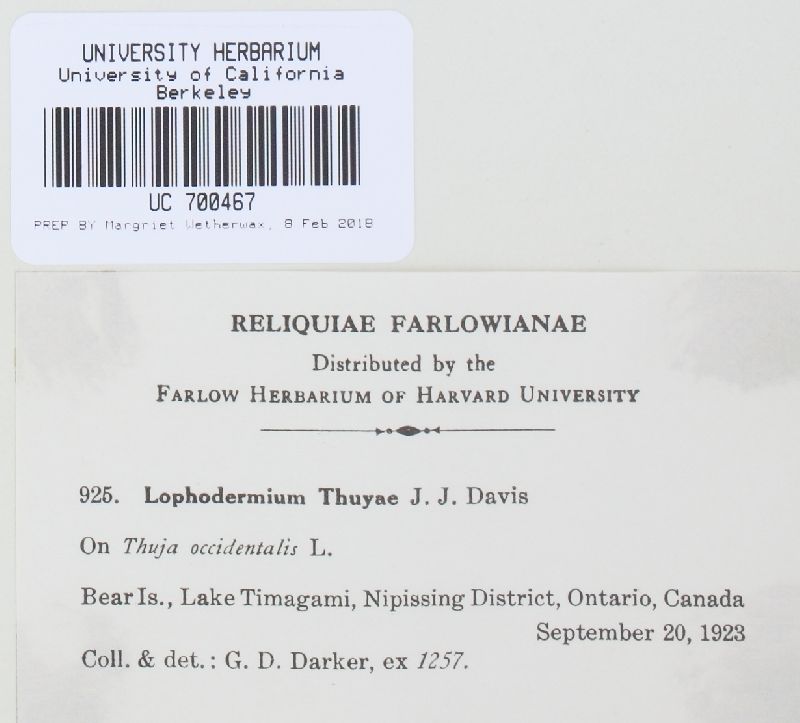 UNIVERSITY HERBARIUM
University of California
Berkeley
UC 700467
PREP BY Margriet Wetherwax, 8 Feb 2018
RELIQUIAE FARLOWIANAE
Distributed by the
FARLOW HERBARIUM OF HARVARD UNIVERSITY
925. Lophodermium Thuyae J. J. Davis
On Thuja occidentalis L.
Bear Is., Lake Timagami, Nipissing District, Ontario, Canada
September 20, 1923
Coll. & det.: G. D. Darker, ex 1257.